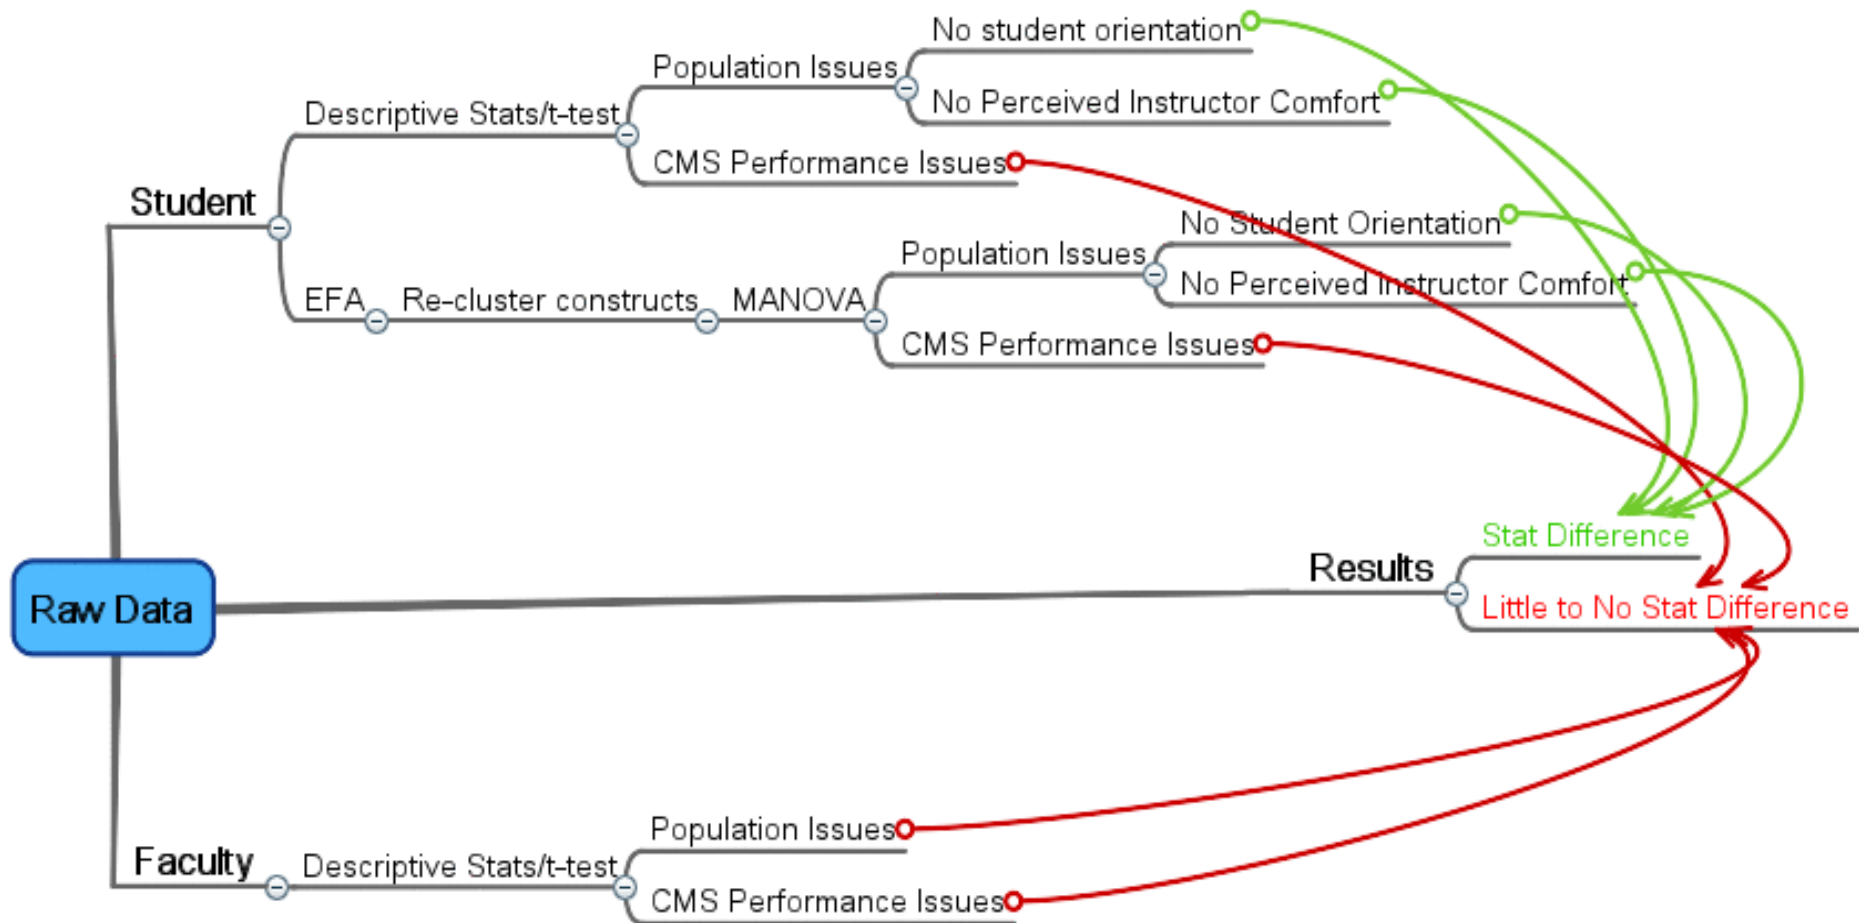 No student orientation
Population Issues
No Perceived Instructor Comfort
Descriptive Stats/t-test
CMS Performance Issues
Student
No Student Orientation
Population Issues
No Perceived Instructor Comfort
EFA
Re-cluster constructs
MANOVA
CMS Performance Issues
Stat Difference
Results
Little to No Stat Difference
Raw Data
Population Issues
Faculty
Descriptive Stats/t-test
CMS Performance Issues